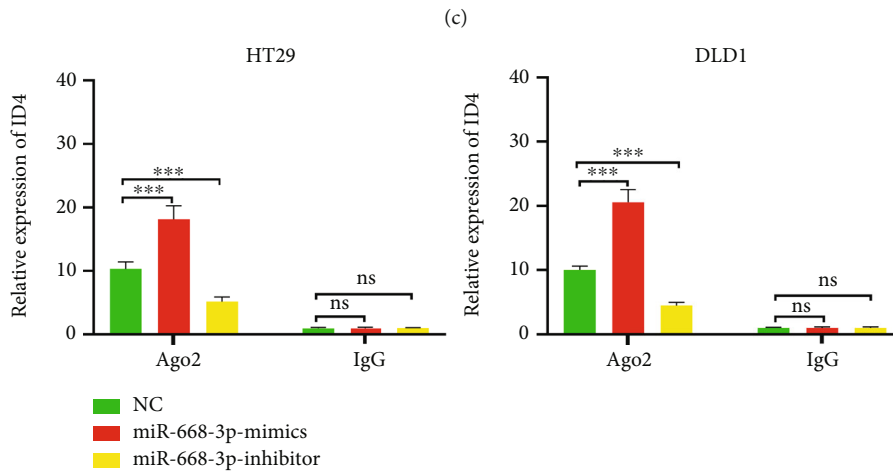 (c)
HT29
Relative expression of ID4
40
30
20
10
0
***
***
ns
ns
Ago2
IgG
DLD1
Relative expression of ID4
40
30
20
10
0
***
***
ns
ns
Ago2
IgG
NC
miR-668-3p-mimics
miR-668-3p-inhibitor